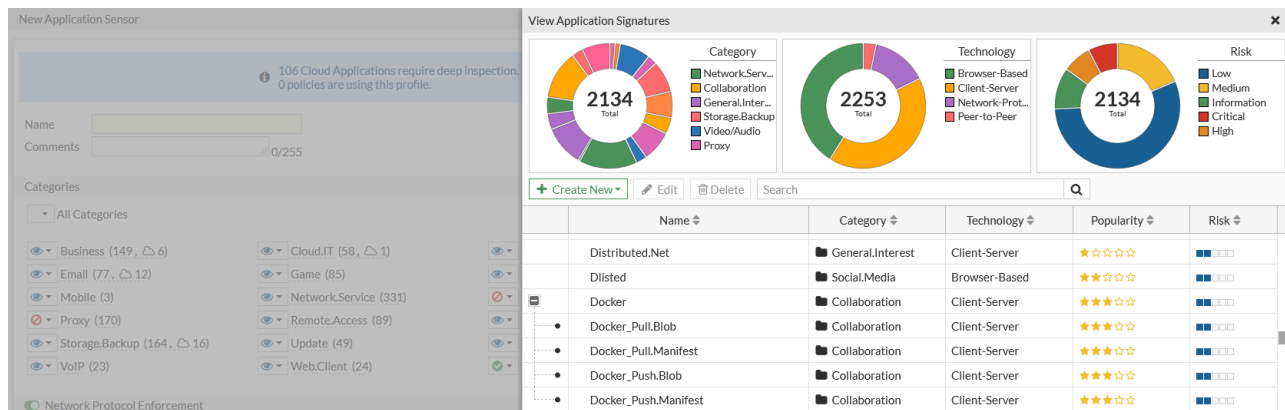 New Application Sensor
106 Cloud Applications require deep inspection.
0 policies are using this profile.
Name
Comments
0/255
Categories
All Categories
Business (149, 6)
Cloud.IT (58, 1)
Email (77, 12)
Game (85)
Mobile (3)
Network.Service (331)
Proxy (170)
Remote.Access (89)
Storage.Backup (164, 16)
Update (49)
VoIP (23)
Web.Client (24)
Network Protocol Enforcement
View Application Signatures
2134
Total
Category
Network.Serv...
Collaboration
General.Inter...
Storage.Backup
Video/Audio
Proxy
2253
Total
Technology
Browser-Based
Client-Server
Network-Prot...
Peer-to-Peer
2134
Total
Risk
Low
Medium
Information
Critical
High
Create New Edit Delete Search
Name Category Technology Popularity Risk
Distributed.Net General.Interest Client-Server
Dlisted Social.Media Browser-Based
Docker Collaboration Client-Server
Docker_Pull.Blob Collaboration Client-Server
Docker_Pull.Manifest Collaboration Client-Server
Docker_Push.Blob Collaboration Client-Server
Docker_Push.Manifest Collaboration Client-Server